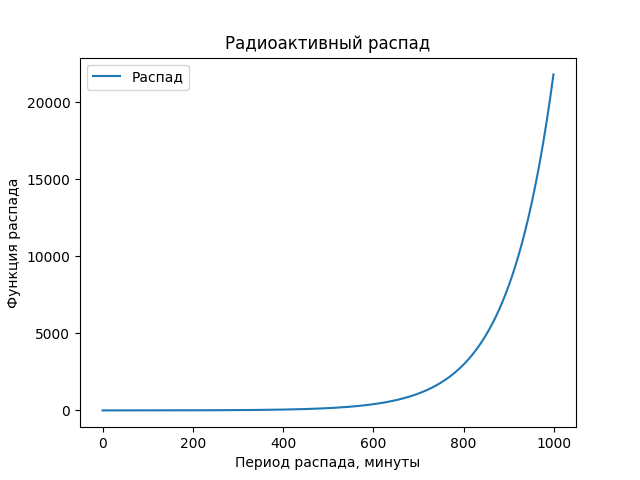 Радиоактивный распад
Распад
Функция распада
20000
15000
10000
5000
0
0 200 400 600 800 1000
Период распада, минуты